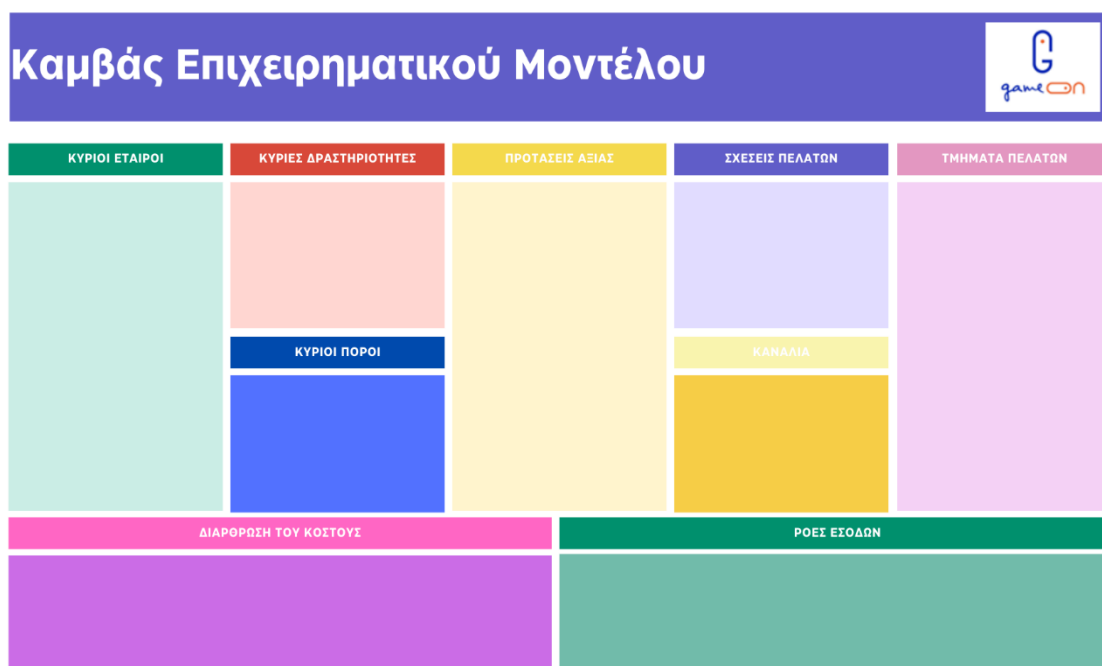 Καμβάς Επιχειρηματικού Μοντέλου
game On
ΚΥΡΙΟΙ ΕΤΑΙΡΟΙ
ΚΥΡΙΕΣ ΔΡΑΣΤΗΡΙΟΤΗΤΕΣ
ΠΡΟΤΑΣΕΙΣ ΑΞΙΑΣ
ΣΧΕΣΕΙΣ ΠΕΛΑΤΩΝ
ΤΜΗΜΑΤΑ ΠΕΛΑΤΩΝ
ΚΥΡΙΟΙ ΠΟΡΟΙ
ΚΑΝΑΛΙΑ
ΔΙΑΡΘΡΩΣΗ ΤΟΥ ΚΟΣΤΟΥΣ
ΡΟΕΣ ΕΣΟΔΩΝ